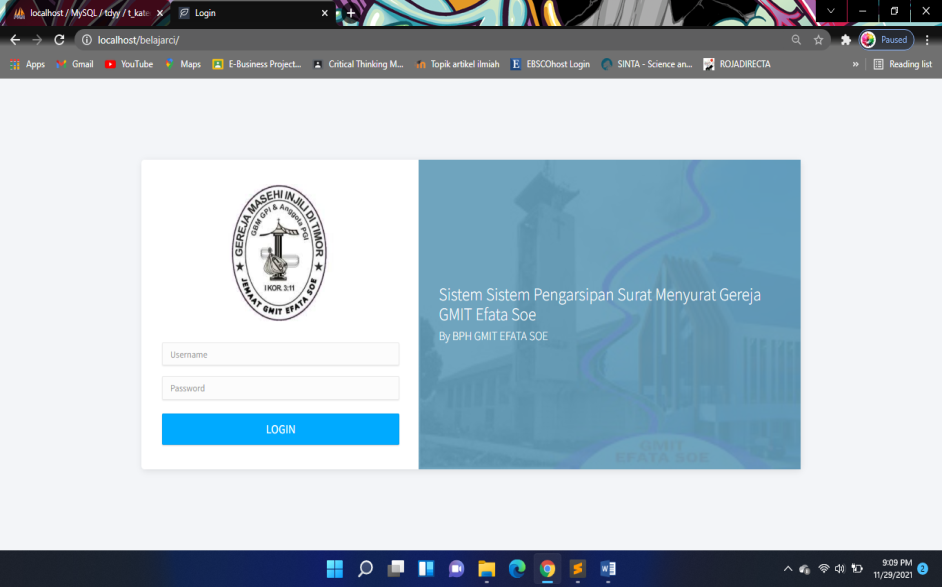 localhost / MySQL / tdyy / t_kate
Login
localhost/belajarci/
Paused
Apps
Gmail
YouTube
Maps
E-Business Project...
Critical Thinking M...
Topik artikel ilmiah
EBSCOhost Login
SINTA - Science an...
ROJADIRECTA
»
Reading list
GEREJA MASEHI INJILI DI TIMOR
GBM GPI & Anggota PGI
I KOR. 3:11
JEMAAT GMIT EFATA SOE
Username
Password
LOGIN
Sistem Sistem Pengarsipan Surat Menyurat Gereja
GMIT Efata Soe
By BPH GMIT EFATA SOE
GMIT
EFATA SOE
9:09 PM
11/29/2021
2